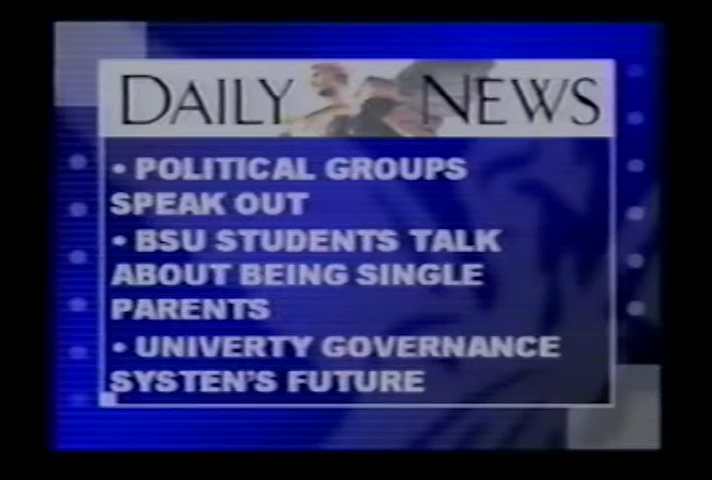 DAILY NEWS
• POLITICAL GROUPS
SPEAK OUT
• BSU STUDENTS TALK
ABOUT BEING SINGLE
PARENTS
• UNIVERTY GOVERNANCE
SYSTEN'S FUTURE